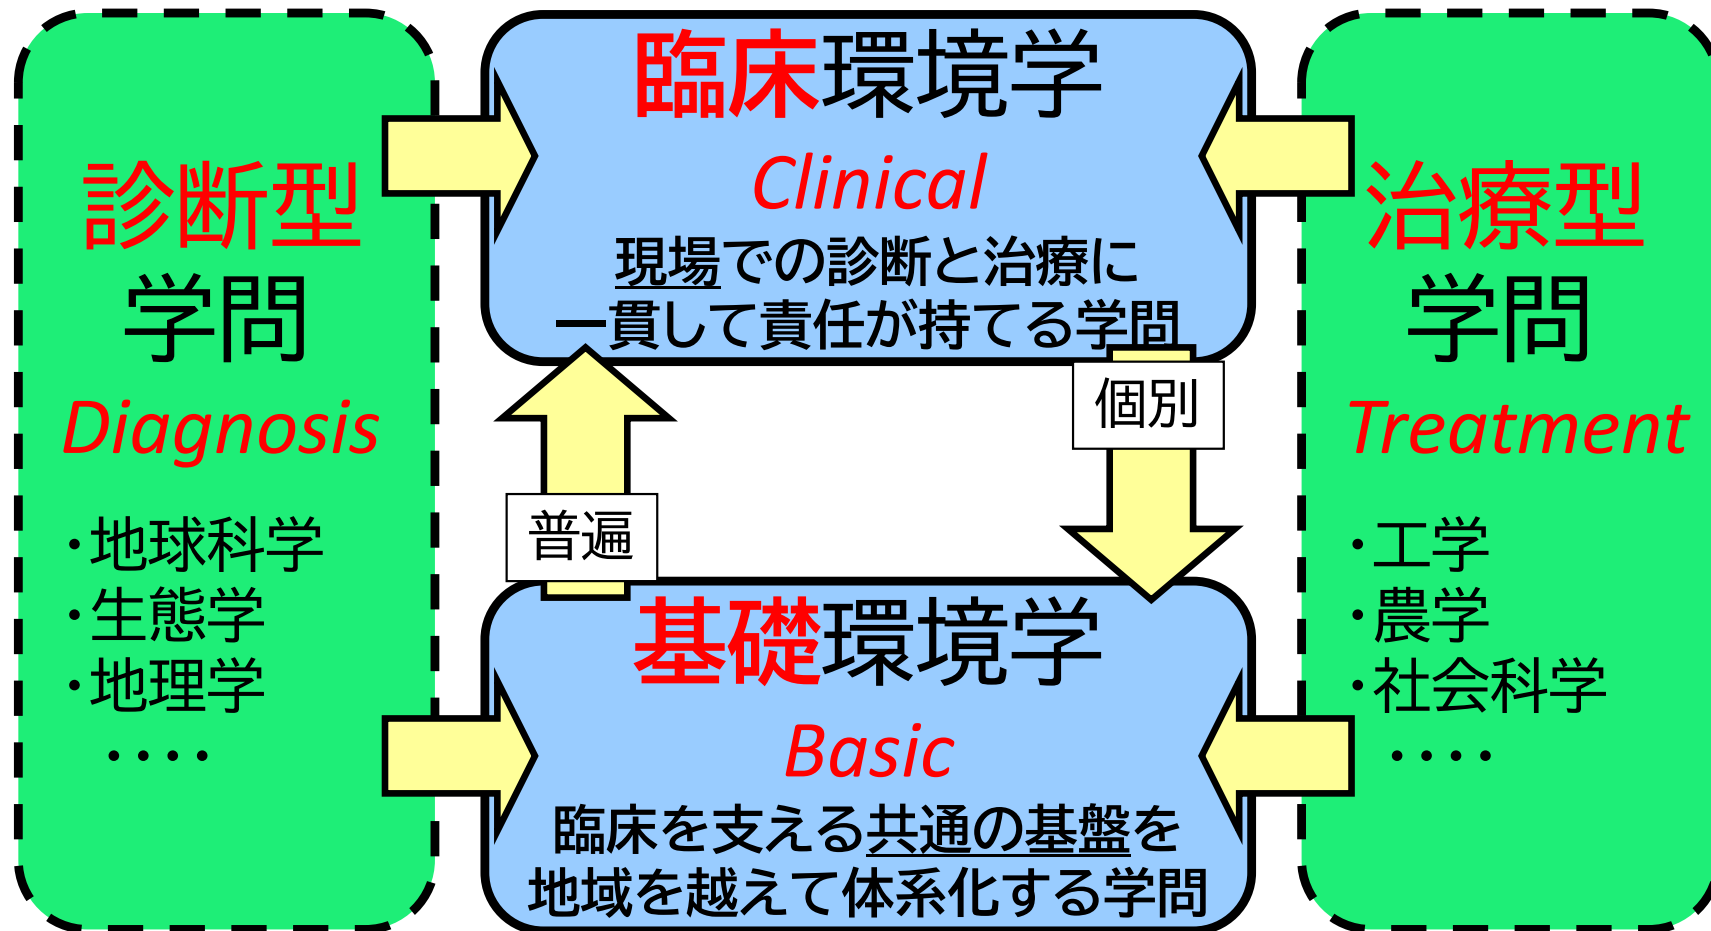 診断型
学問
Diagnosis
・地球科学
・生態学
・地理学
・・・・
臨床環境学
Clinical
現場での診断と治療に
一貫して責任が持てる学問
個別
普遍
基礎環境学
Basic
臨床を支える共通の基盤を
地域を越えて体系化する学問
治療型
学問
Treatment
・工学
・農学
・社会科学
・・・・